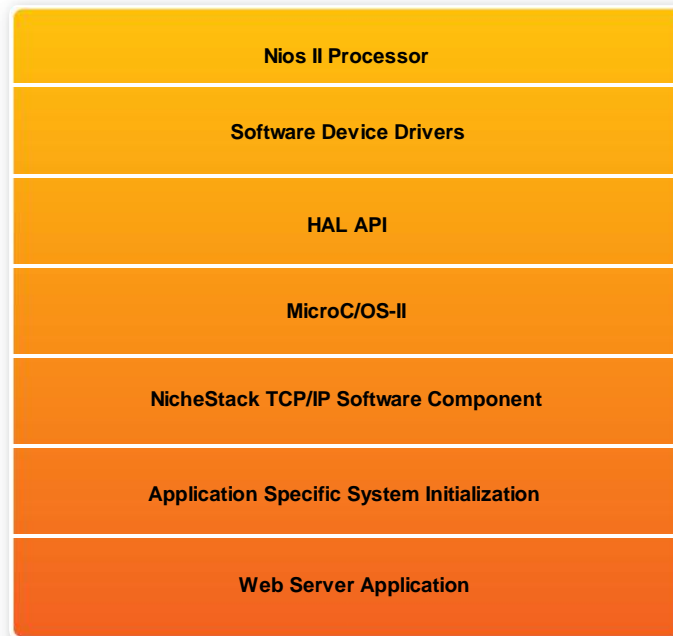 Nios II Processor
Software Device Drivers
HAL API
MicroC/OS-II
NicheStack TCP/IP Software Component
Application Specific System Initialization
Web Server Application